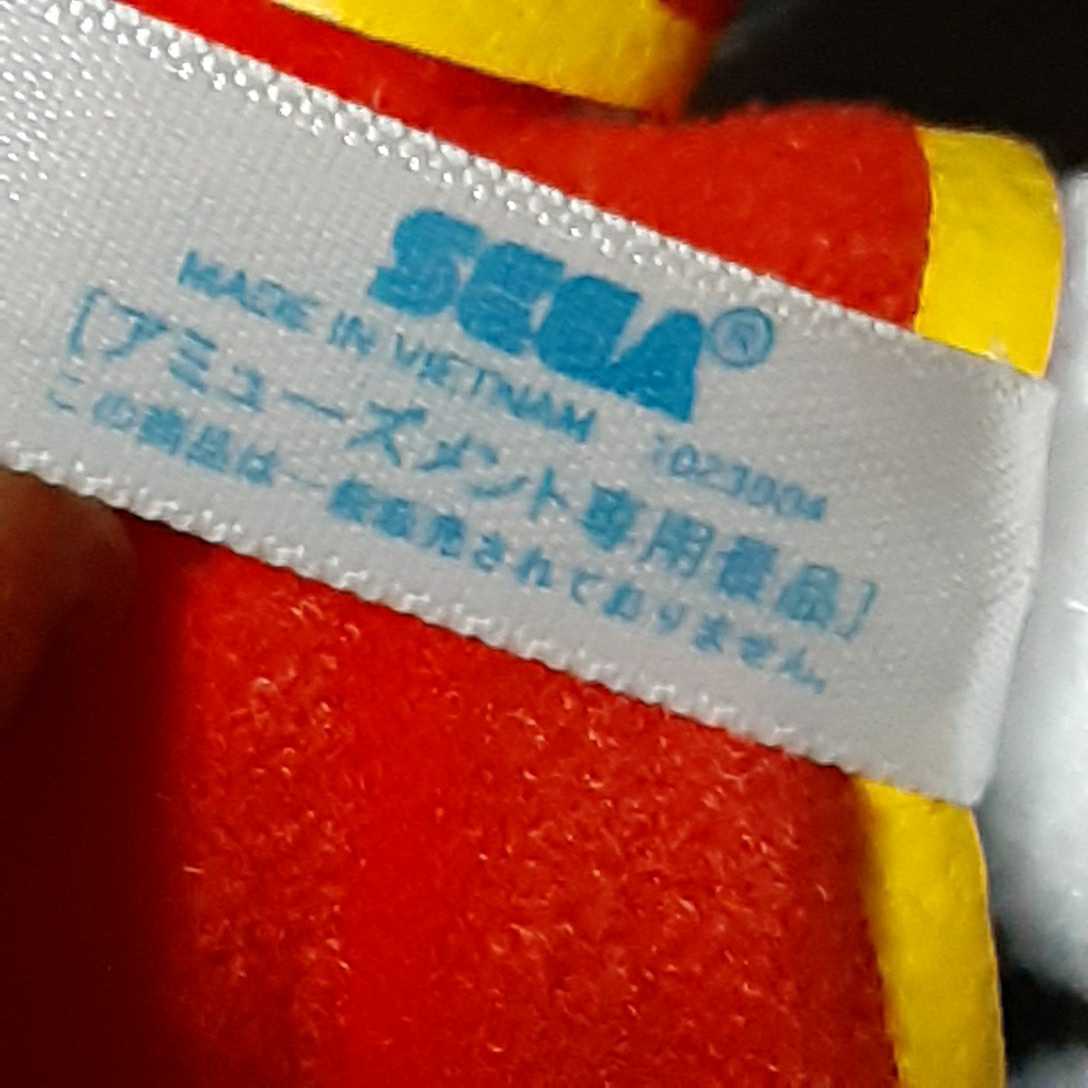 SEGA®
MADE IN VIETNAM
[アミューズメント専用景品]
この商品は一般販売されておりません。